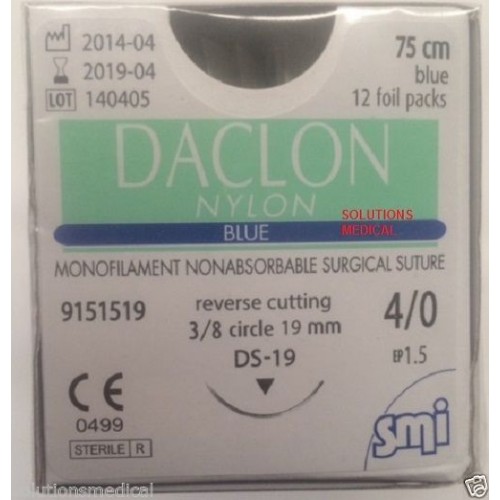 2014-04
2019-04
LOT 140405
75 cm
blue
12 foil packs
DACLON
NYLON
SOLUTIONS
MEDICAL
BLUE
MONOFILAMENT NONABSORBABLE SURGICAL SUTURE
9151519
reverse cutting
3/8 circle 19 mm
DS-19
4/0
EP1.5
CE
0499
STERILE R
smi
solutionsmedical